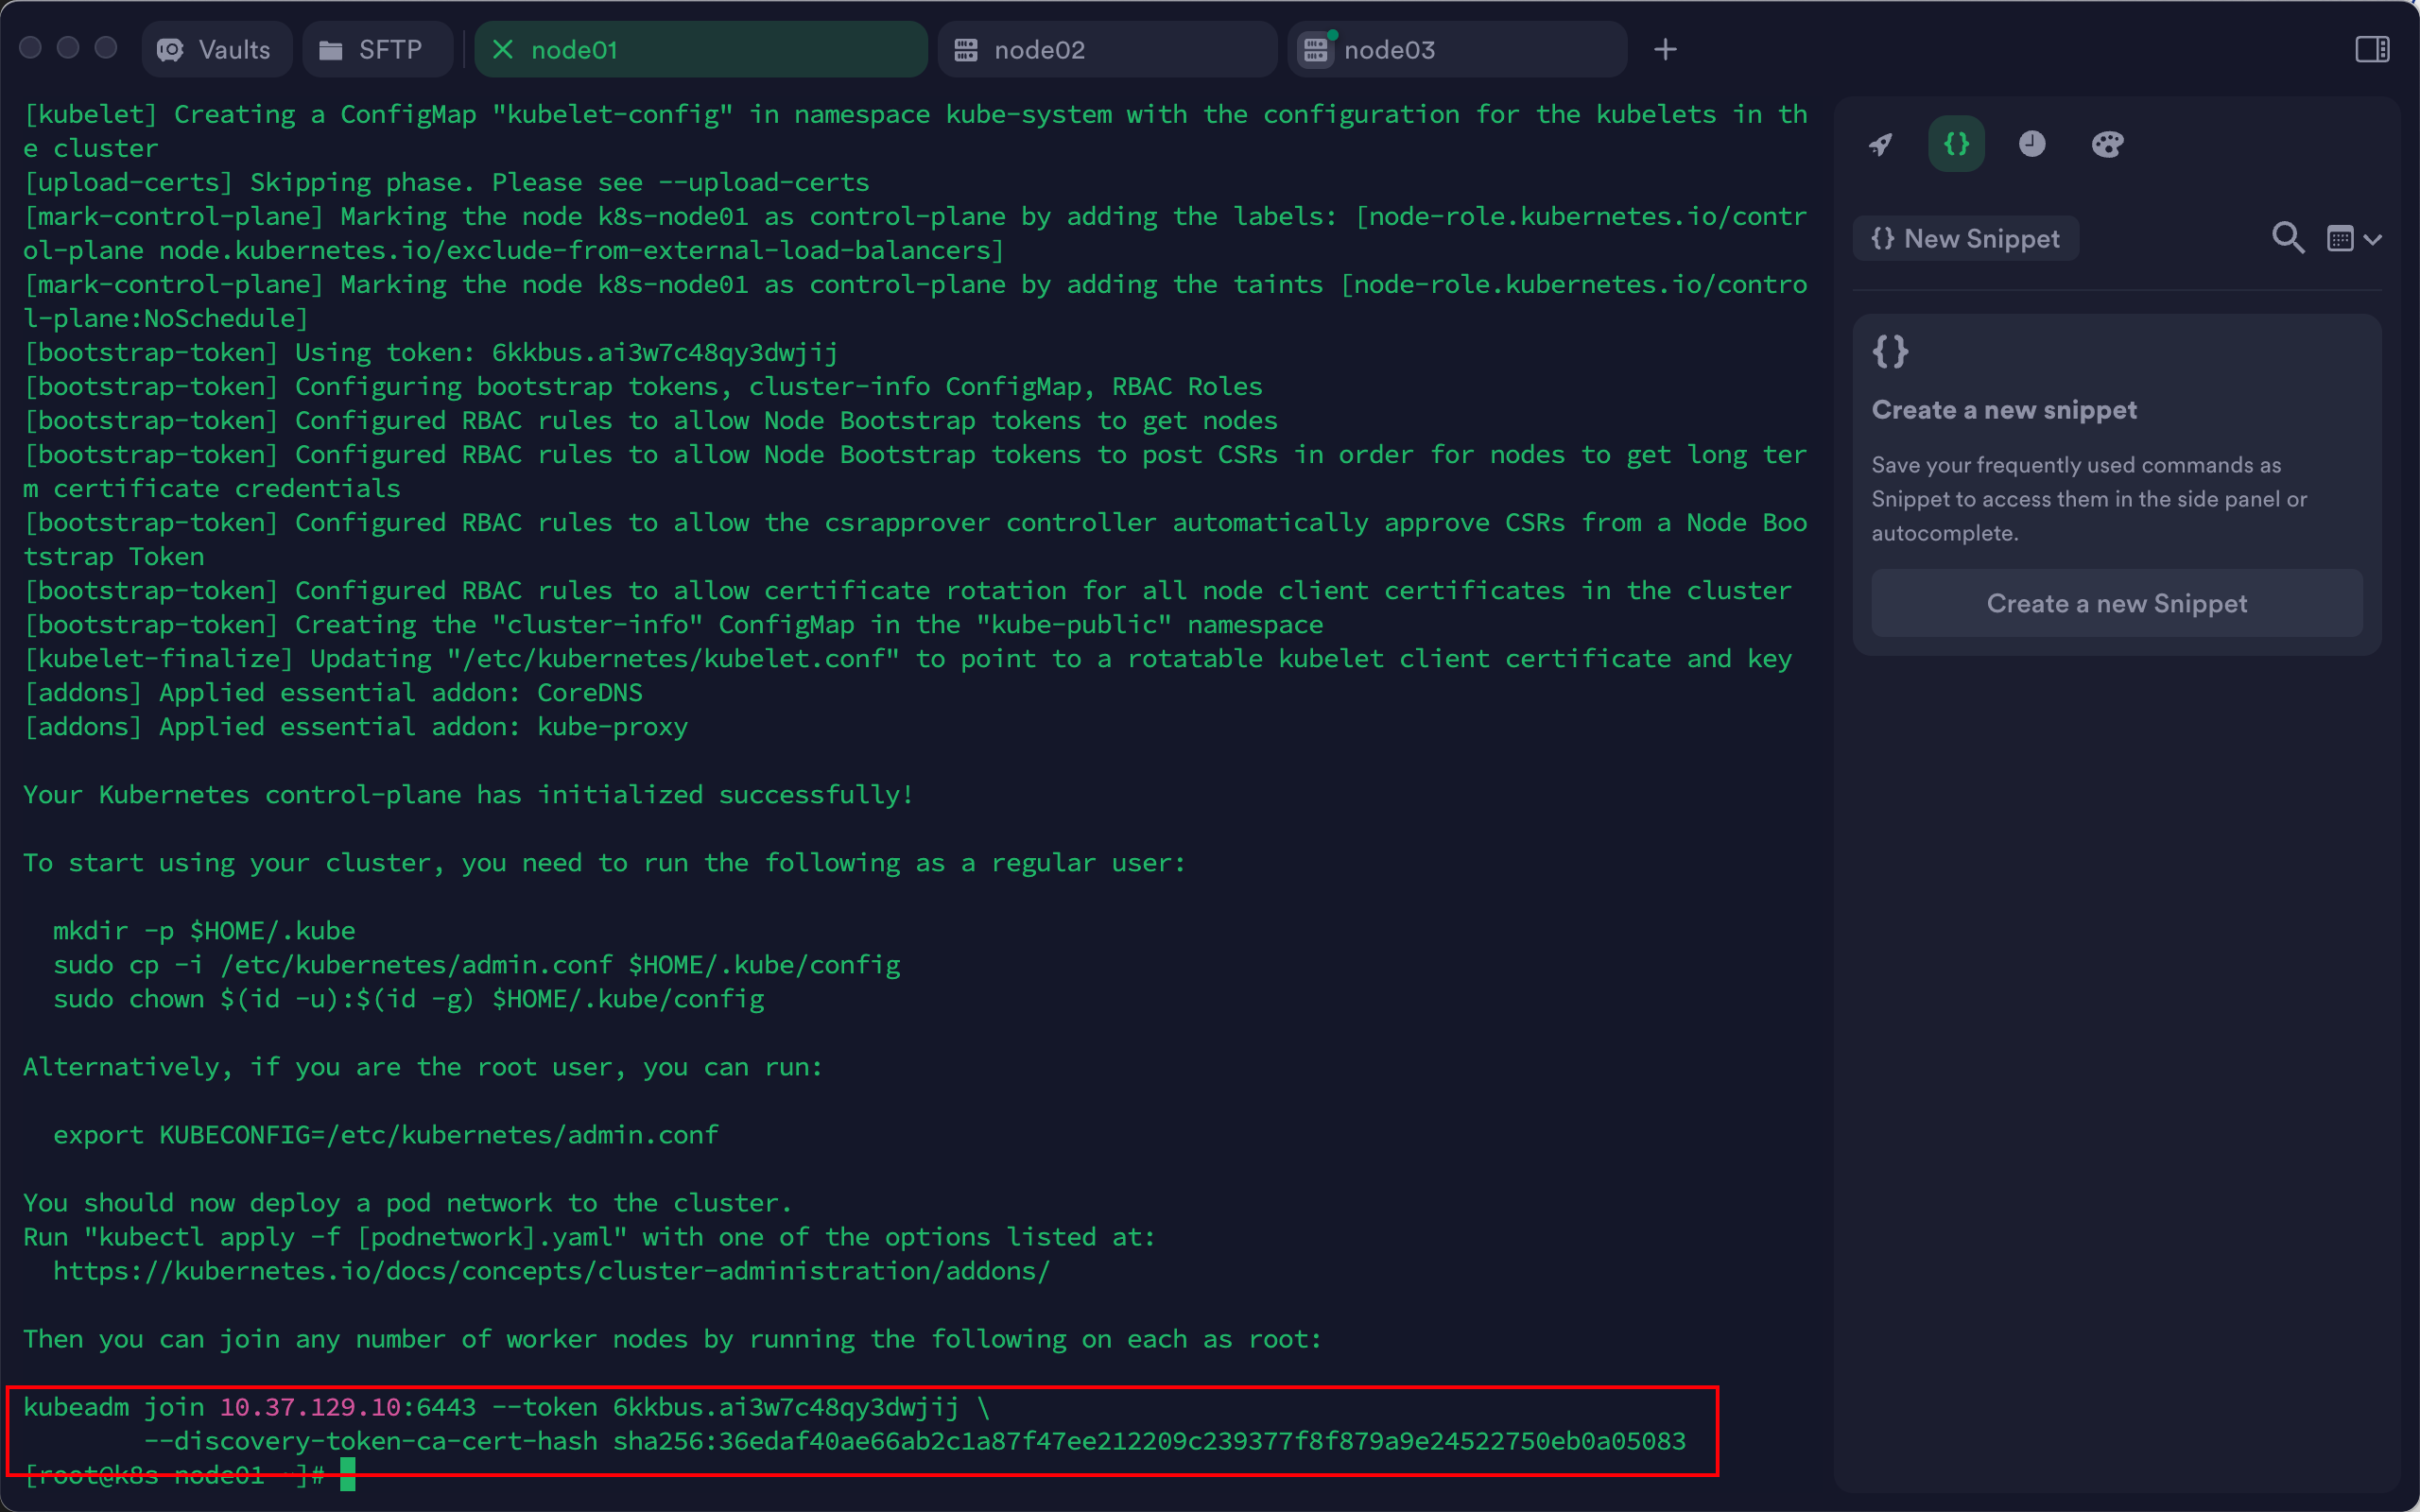 Vaults
SFTP
node01
node02
node03
[kubelet] Creating a ConfigMap "kubelet-config" in namespace kube-system with the configuration for the kubelets in th
e cluster
[upload-certs] Skipping phase. Please see --upload-certs
[mark-control-plane] Marking the node k8s-node01 as control-plane by adding the labels: [node-role.kubernetes.io/contr
ol-plane node.kubernetes.io/exclude-from-external-load-balancers]
[mark-control-plane] Marking the node k8s-node01 as control-plane by adding the taints [node-role.kubernetes.io/contro
l-plane:NoSchedule]
[bootstrap-token] Using token: 6kkbus.ai3w7c48qy3dwjij
[bootstrap-token] Configuring bootstrap tokens, cluster-info ConfigMap, RBAC Roles
[bootstrap-token] Configured RBAC rules to allow Node Bootstrap tokens to get nodes
[bootstrap-token] Configured RBAC rules to allow Node Bootstrap tokens to post CSRs in order for nodes to get long ter
m certificate credentials
[bootstrap-token] Configured RBAC rules to allow the csrapprover controller automatically approve CSRs from a Node Boo
tstrap Token
[bootstrap-token] Configured RBAC rules to allow certificate rotation for all node client certificates in the cluster
[bootstrap-token] Creating the "cluster-info" ConfigMap in the "kube-public" namespace
[kubelet-finalize] Updating "/etc/kubernetes/kubelet.conf" to point to a rotatable kubelet client certificate and key
[addons] Applied essential addon: CoreDNS
[addons] Applied essential addon: kube-proxy
Your Kubernetes control-plane has initialized successfully!
To start using your cluster, you need to run the following as a regular user:
mkdir -p $HOME/.kube
sudo cp -i /etc/kubernetes/admin.conf $HOME/.kube/config
sudo chown $(id -u):$(id -g) $HOME/.kube/config
Alternatively, if you are the root user, you can run:
export KUBECONFIG=/etc/kubernetes/admin.conf
You should now deploy a pod network to the cluster.
Run "kubectl apply -f [podnetwork].yaml" with one of the options listed at:
https://kubernetes.io/docs/concepts/cluster-administration/addons/
Then you can join any number of worker nodes by running the following on each as root:
kubeadm join 10.37.129.10:6443 --token 6kkbus.ai3w7c48qy3dwjij \
--discovery-token-ca-cert-hash sha256:36edaf40ae66ab2c1a87f47ee212209c239377f8f879a9e24522750eb0a05083
[root@k8s-node01 ~]#
{} New Snippet
{}
Create a new snippet
Save your frequently used commands as
Snippet to access them in the side panel or
autocomplete.
Create a new Snippet